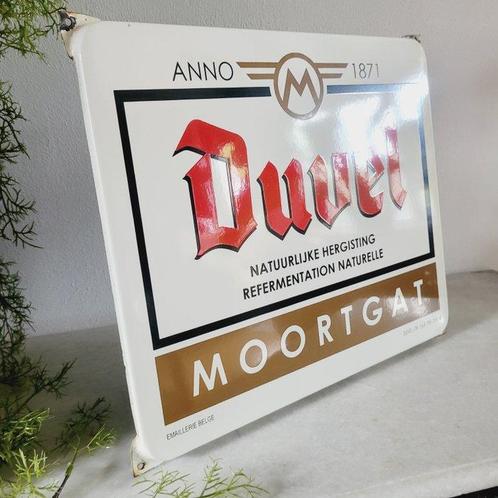 ANNO M 1871
Duvel
NATUURLIJKE HERGISTING
REFERMENTATION NATURELLE
MOORTGAT
EMAILLERIE BELGE